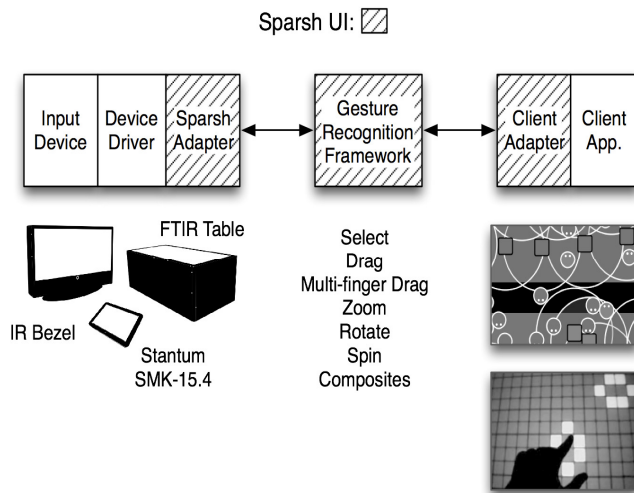 Sparsh UI:
Input
Device
Device
Driver
Sparsh
Adapter
Gesture
Recognition
Framework
Client
Adapter
Client
App.
FTIR Table
IR Bezel
Stantum
SMK-15.4
Select
Drag
Multi-finger Drag
Zoom
Rotate
Spin
Composites